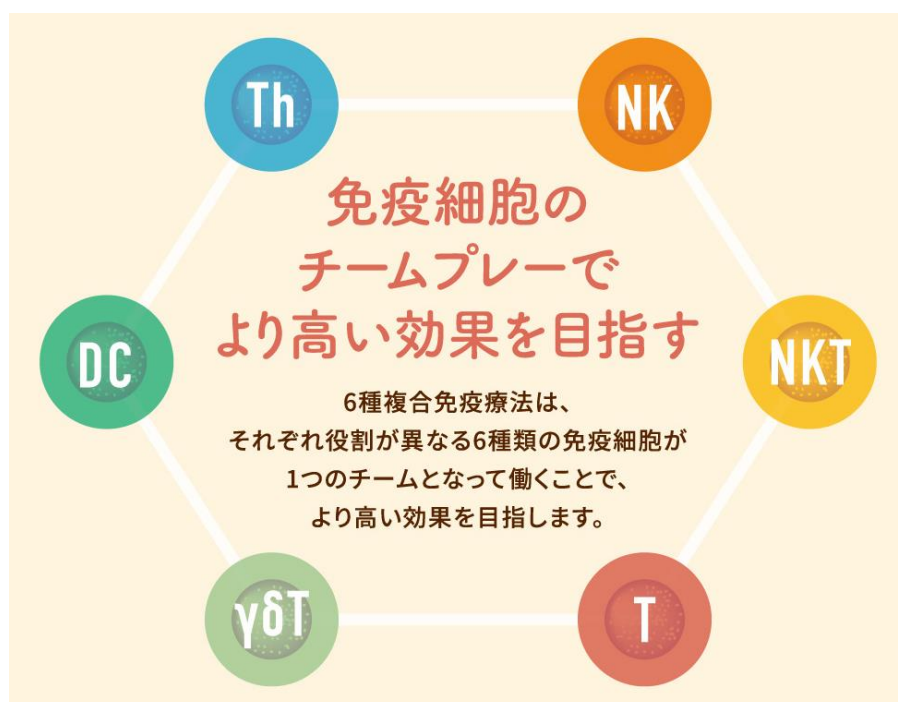 Th
NK
免疫細胞の
チームプレーで
より高い効果を目指す
DC
NKT
6種複合免疫療法は、
それぞれ役割が異なる6種類の免疫細胞が
1つのチームとなって働くことで、
より高い効果を目指します。
γδT
T